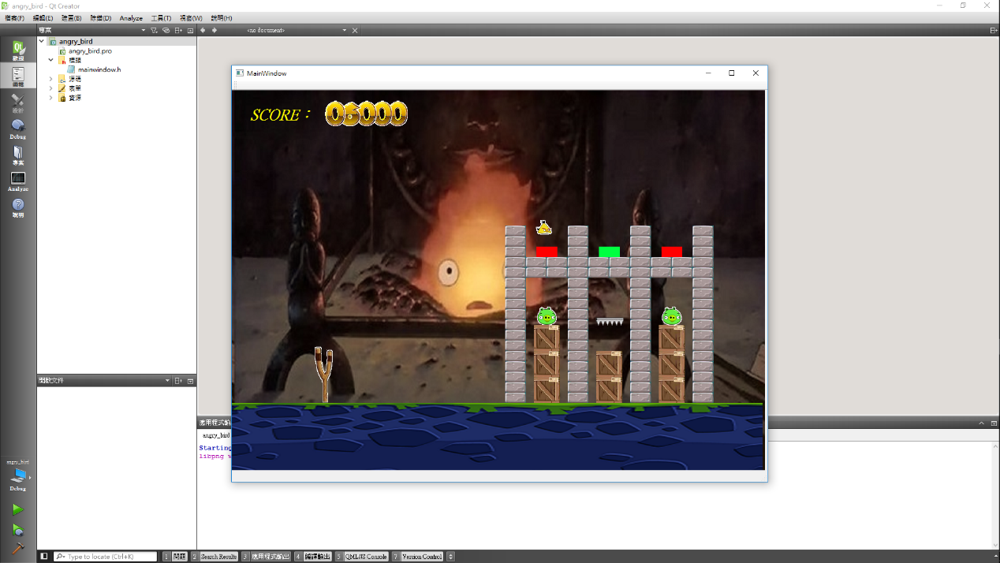 angry_bird - Qt Creator
檔案(F) 編輯(E) 建置(B) 除錯(D) Analyze 工具(T) 視窗(W) 說明(H)
專案 <no document>
angry_bird
angry_bird.pro
標頭
mainwindow.h
源碼
表單
資源
歡迎
編輯
設計
Debug
專案
Analyze
說明
MainWindow
SCORE : 06000
開啟文件
應用程式輸
angry_bird
Starting
libpng w
angry_bird
Debug
Type to locate (Ctrl+K) 1 問題 2 Search Results 3 應用程式輸出 4 編譯輸出 5 QML/JS Console 7 Version Control